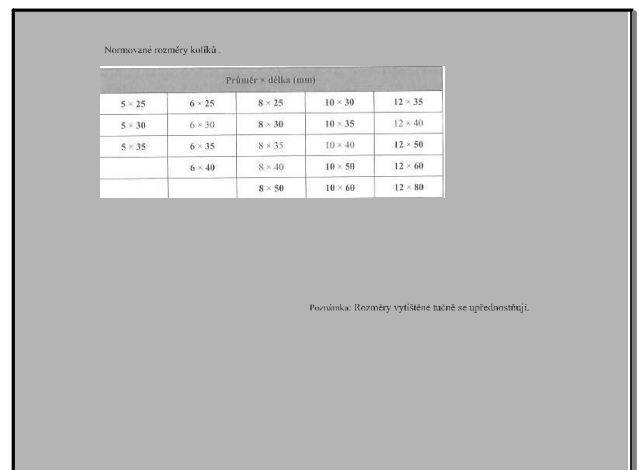 Normované rozměry kolíků .
Průměr × délka (mm)
5 × 25 6 × 25 8 × 25 10 × 30 12 × 35
5 × 30 6 × 30 8 × 30 10 × 35 12 × 40
5 × 35 6 × 35 8 × 35 10 × 40 12 × 50
6 × 40 8 × 40 10 × 50 12 × 60
8 × 50 10 × 60 12 × 80
Poznámka: Rozměry vytištěné tučně se upřednostňují.